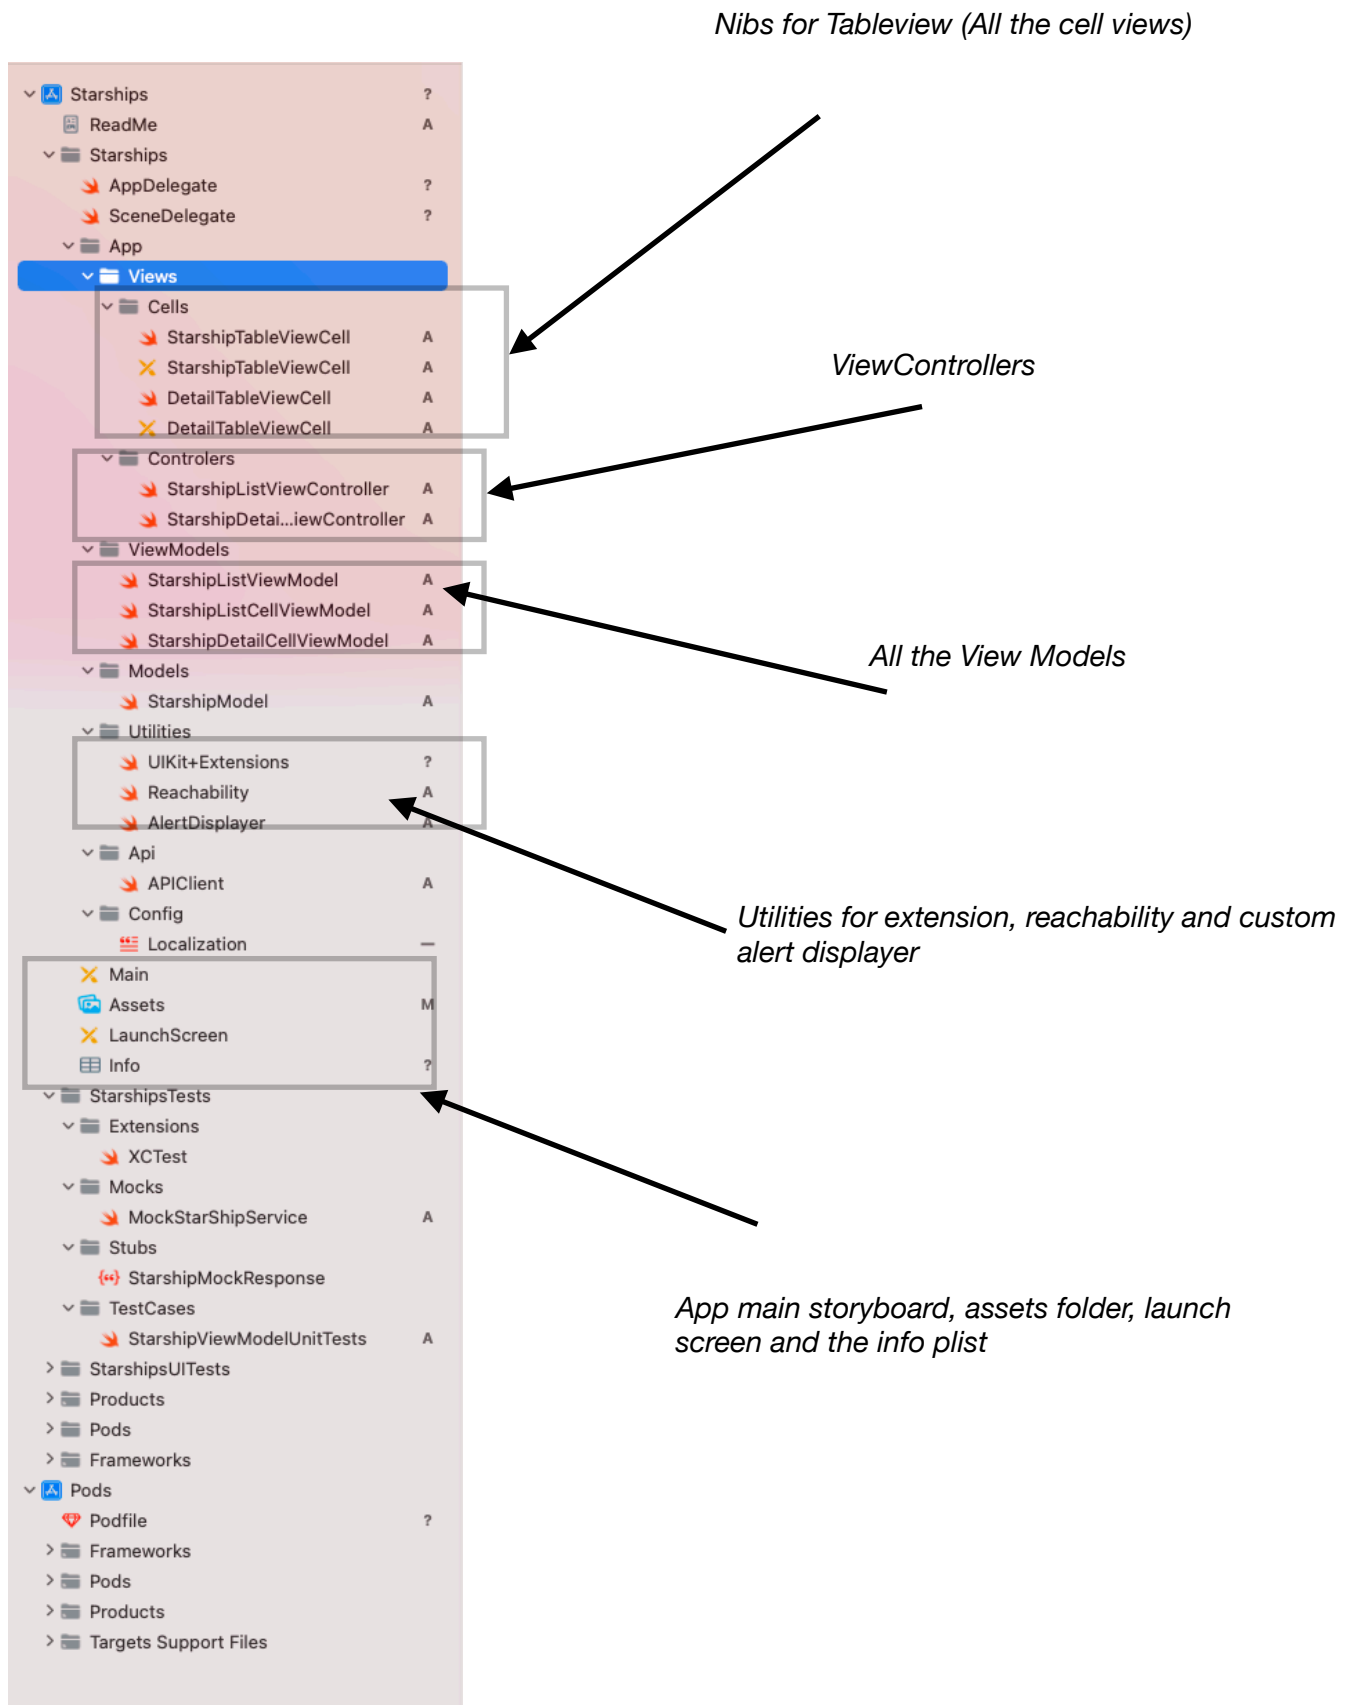 Nibs for Tableview (All the cell views)
Starships ?
ReadMe A
Starships
AppDelegate ?
SceneDelegate ?
App
Views
Cells
StarshipTableViewCell A
StarshipTableViewCell A
DetailTableViewCell A
DetailTableViewCell A
ViewControllers
Controlers
StarshipListViewController A
StarshipDetai...iewController A
ViewModels
StarshipListViewModel A
StarshipListCellViewModel A
StarshipDetailCellViewModel A
All the View Models
Models
StarshipModel A
Utilities
UIKit+Extensions ?
Reachability A
AlertDisplayer A
Api
APIClient A
Config
Localization —
Utilities for extension, reachability and custom
alert displayer
Main
Assets M
LaunchScreen
Info ?
StarshipsTests
Extensions
XCTest
Mocks
MockStarShipService A
Stubs
StarshipMockResponse
TestCases
StarshipViewModelUnitTests A
App main storyboard, assets folder, launch
screen and the info plist
StarshipsUITests
Products
Pods
Frameworks
Pods
Podfile ?
Frameworks
Pods
Products
Targets Support Files